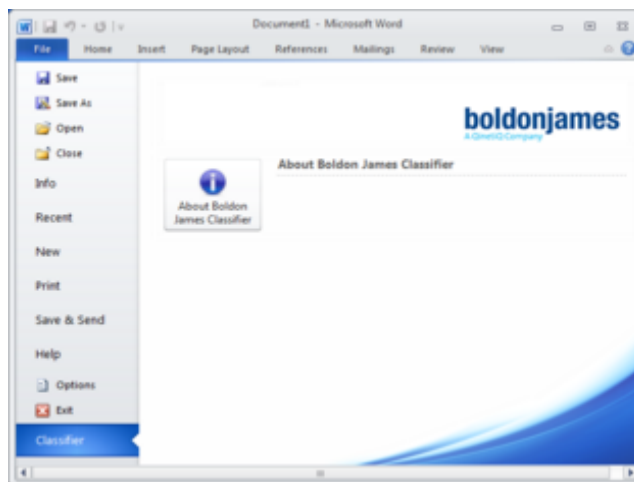 Document1 - Microsoft Word
File Home Insert Page Layout References Mailings Review View
Save
Save As
Open
Close
Info
Recent
New
Print
Save & Send
Help
Options
Exit
Classifier
boldonjames
A QinetiQ Company
About Boldon James Classifier
About Boldon
James Classifier